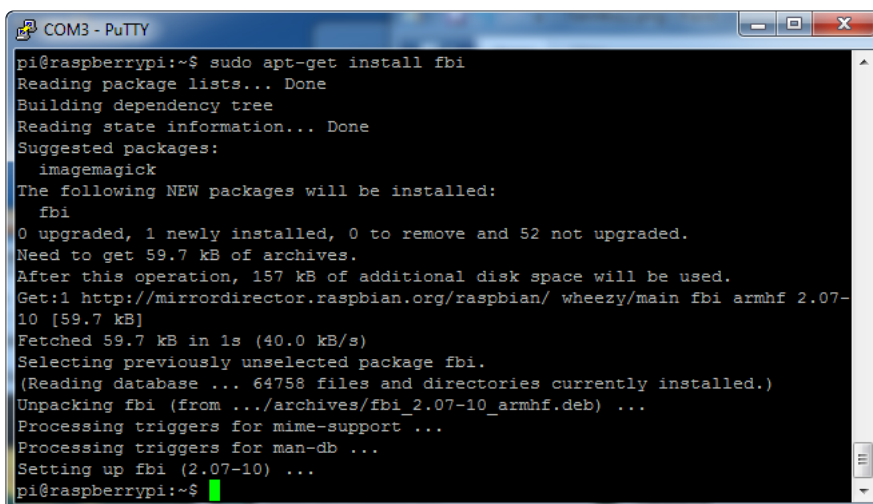 COM3 - PuTTY
pi@raspberrypi:~$ sudo apt-get install fbi
Reading package lists... Done
Building dependency tree
Reading state information... Done
Suggested packages:
  imagemagick
The following NEW packages will be installed:
  fbi
0 upgraded, 1 newly installed, 0 to remove and 52 not upgraded.
Need to get 59.7 kB of archives.
After this operation, 157 kB of additional disk space will be used.
Get:1 http://mirrordirector.raspbian.org/raspbian/ wheezy/main fbi armhf 2.07-
10 [59.7 kB]
Fetched 59.7 kB in 1s (40.0 kB/s)
Selecting previously unselected package fbi.
(Reading database ... 64758 files and directories currently installed.)
Unpacking fbi (from .../archives/fbi_2.07-10_armhf.deb) ...
Processing triggers for mime-support ...
Processing triggers for man-db ...
Setting up fbi (2.07-10) ...
pi@raspberrypi:~$